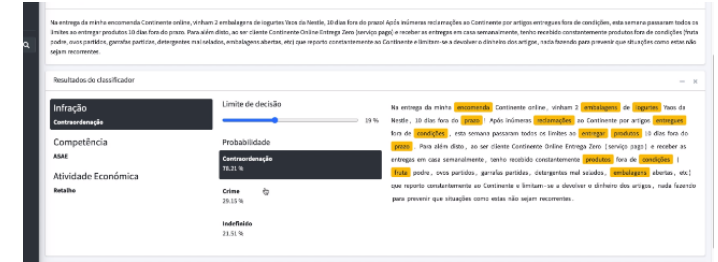 Na entrega da minha encomenda Continente online, vinham 2 embalagens de iogurtes Yaos da Nestle, 10 dias fora do prazo! Após inúmeras reclamações ao Continente por artigos entregues fora de condições, esta semana passaram todos os
limites ao entregar produtos 10 dias fora do prazo. Para além disto, ao ser cliente Continente Online Entrega Zero (serviço pago) e receber as entregas em casa semanalmente, tenho recebido constantemente produtos fora de condições (fruta
podre, ovos partidos, garrafas partidas, detergentes mal selados, embalagens abertas, etc) que reporto constantemente ao Continente e limitam-se a devolver o dinheiro dos artigos, nada fazendo para prevenir que situações como estas não
sejam recorrentes.
Resultados do classificador
Infração
Contraordenação
Competência
ASAE
Atividade Económica
Retalho
Limite de decisão
19 %
Probabilidade
Contraordenação
78.21 %
Crime
29.15 %
Indefinido
21.51 %
Na entrega da minha encomenda Continente online, vinham 2 embalagens de iogurtes Yaos da
Nestle, 10 dias fora do prazo ! Após inúmeras reclamações ao Continente por artigos entregues
fora de condições , esta semana passaram todos os limites ao entregar produtos 10 dias fora do
prazo . Para além disto, ao ser cliente Continente Online Entrega Zero (serviço pago) e receber as
entregas em casa semanalmente, tenho recebido constantemente produtos fora de condições (
fruta podre, ovos partidos, garrafas partidas, detergentes mal selados, embalagens abertas, etc)
que reporto constantemente ao Continente e limitam-se a devolver o dinheiro dos artigos, nada fazendo
para prevenir que situações como estas não sejam recorrentes.